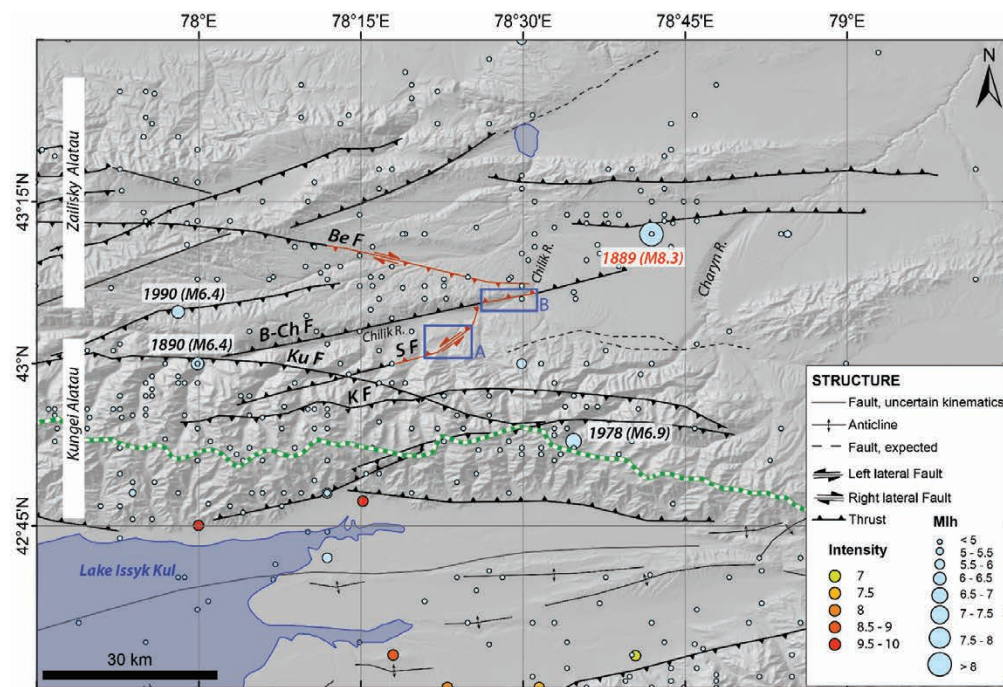 78°E
78°15'E
78°30'E
78°45'E
79°E
N
Zailisky Alatau
43°15'N
Be F
Chilik R.
1889 (M8.3)
Charyn R.
1990 (M6.4)
B
B-Ch F
Chilik R.
1890 (M6.4)
S F
A
43°N
Ku F
K F
Kungei Alatau
1978 (M6.9)
42°45'N
Lake Issyk Kul
30 km
STRUCTURE
Fault, uncertain kinematics
Anticline
Fault, expected
Left lateral Fault
Right lateral Fault
Thrust
Intensity
7
7.5
8
8.5 - 9
9.5 - 10
Mlh
< 5
5 - 5.5
5.5 - 6
6 - 6.5
6.5 - 7
7 - 7.5
7.5 - 8
> 8